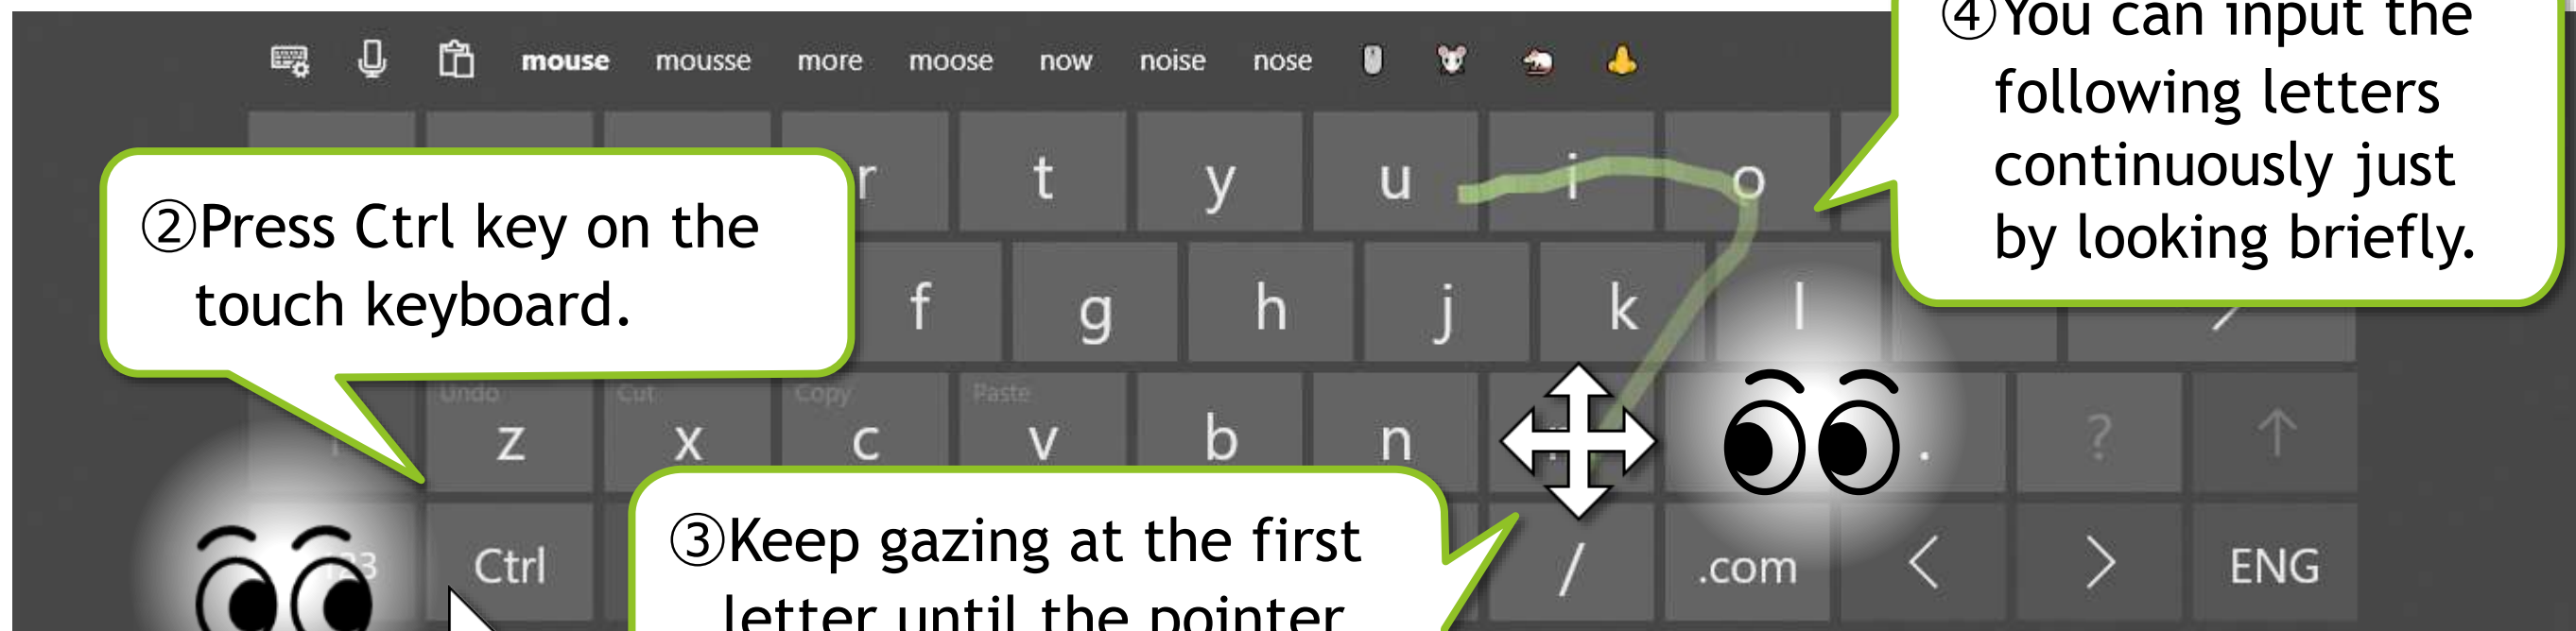 mouse mousse more moose now noise nose
④You can input the
following letters
continuously just
by looking briefly.
r t y u i o
②Press Ctrl key on the
touch keyboard.
f g h j k l
Undo Cut Copy Paste
z x c v b n . ?
③Keep gazing at the first
letter until the pointer
123 Ctrl / .com < > ENG